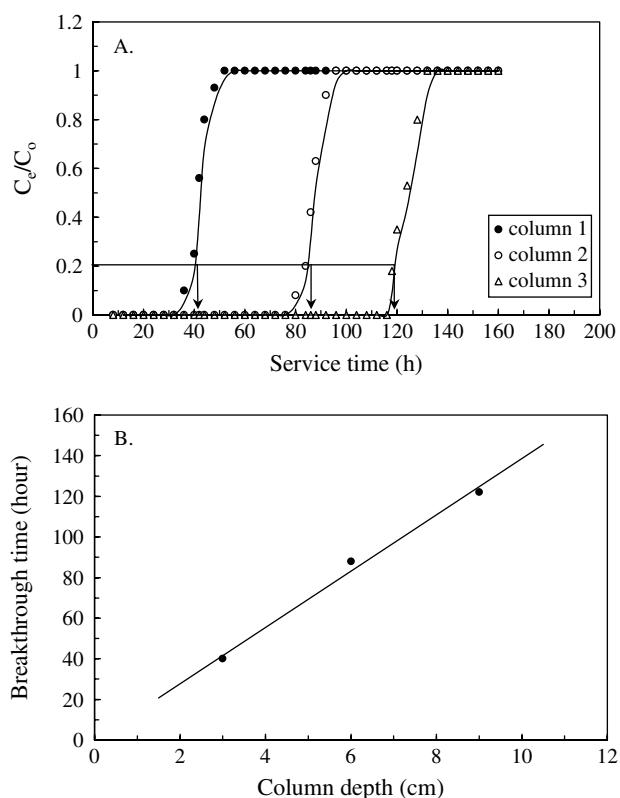 A.
C_e/C_o
1.2
1
0.8
0.6
0.4
0.2
0
0 20 40 60 80 100 120 140 160 180 200
Service time (h)
column 1
column 2
column 3
B.
Breakthrough time (hour)
160
140
120
100
80
60
40
20
0
0 2 4 6 8 10 12
Column depth (cm)